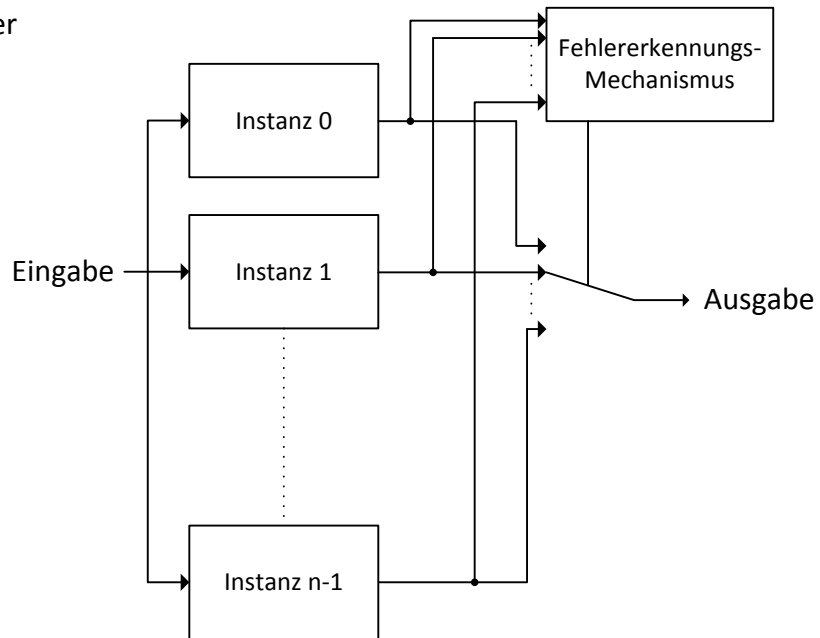 er
Fehlererkennungs-
Mechanismus
Instanz 0
Eingabe
Instanz 1
Ausgabe
Instanz n-1